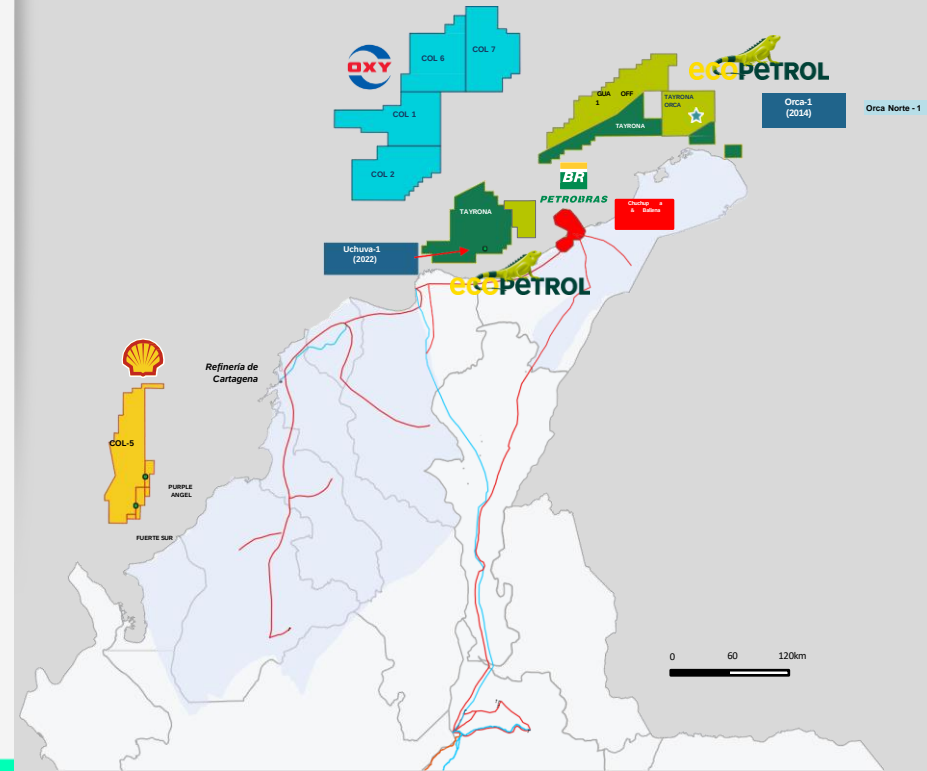 COL 7
COL 6
OXY
COL 1
COL 2
ecoPETROL
GUA OFF
1
TAYRONA
ORCA
TAYRONA
Orca-1
(2014)
Orca Norte - 1
BR
PETROBRAS
Chuchup a
& Ballena
TAYRONA
Uchuva-1
(2022)
ecoPETROL
Refinería de
Cartagena
COL-5
PURPLE
ANGEL
FUERTE SUR
0 60 120km